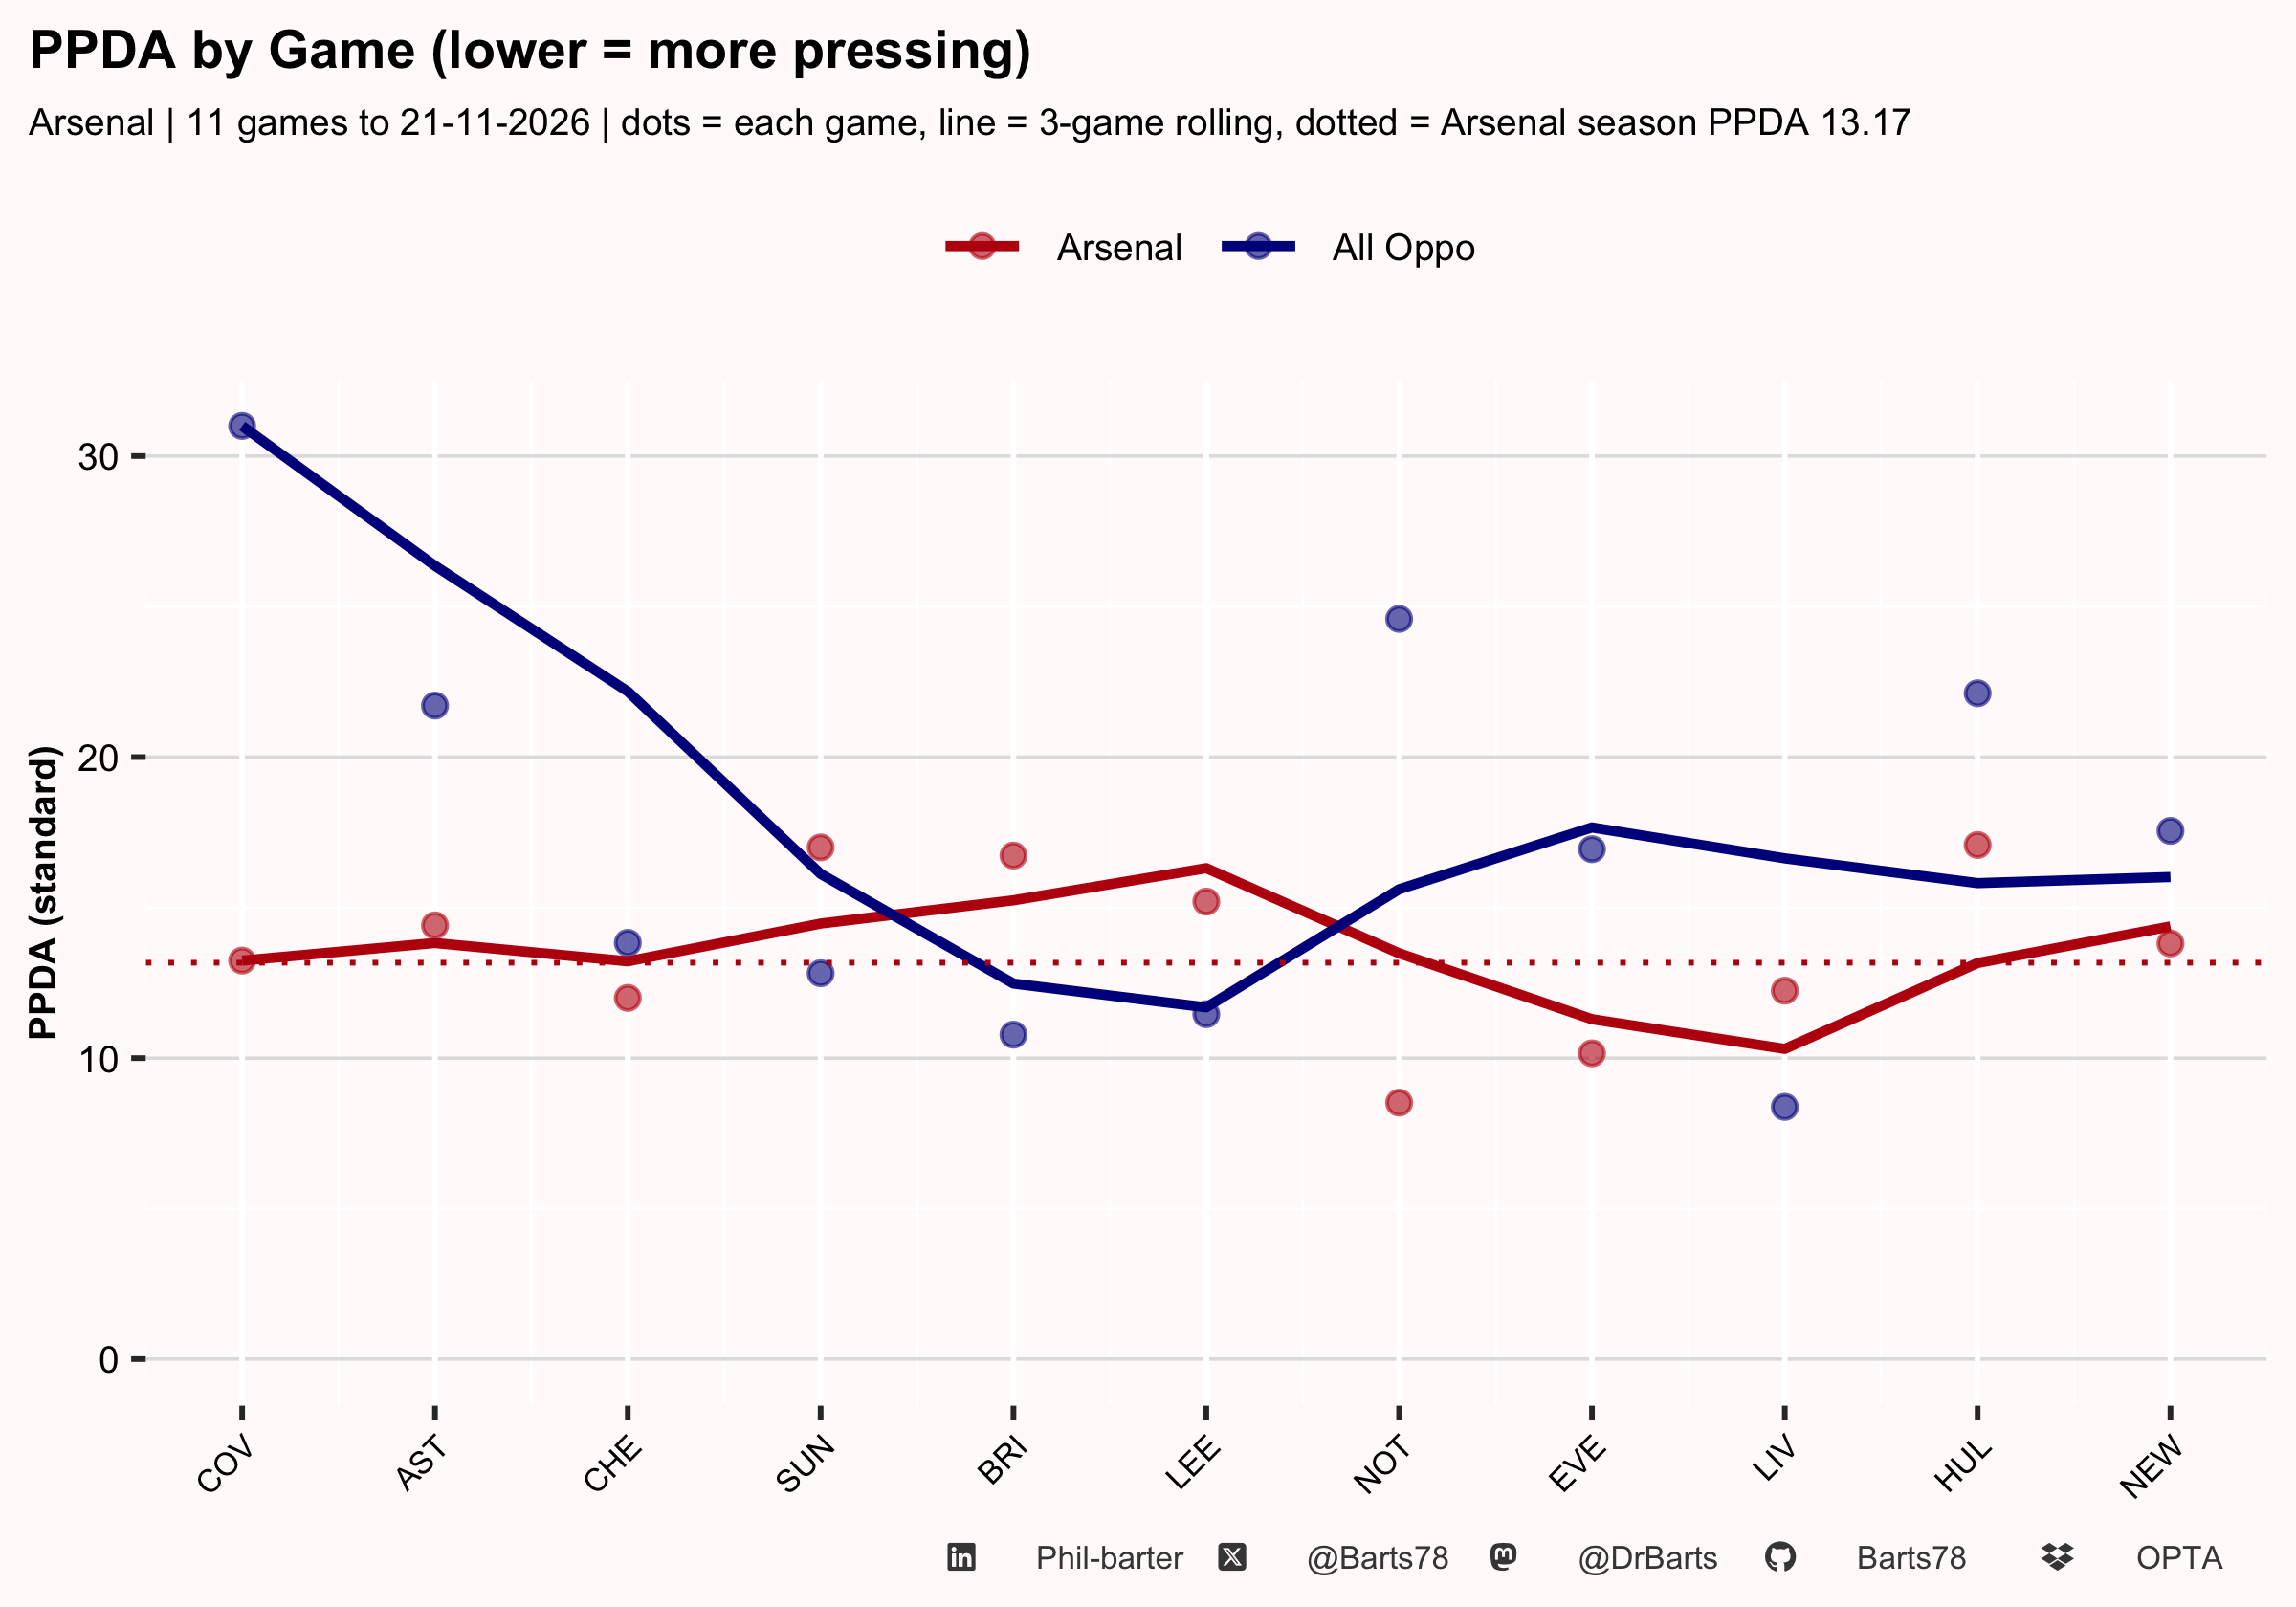 PPDA by Game (lower = more pressing)
Arsenal | 11 games to 21-11-2026 | dots = each game, line = 3-game rolling, dotted = Arsenal season PPDA 13.17
Arsenal All Oppo
PPDA (standard)
30
20
10
0
COV AST CHE SUN BRI LEE NOT EVE LIV HUL NEW
Phil-barter @Barts78 @DrBarts Barts78 OPTA